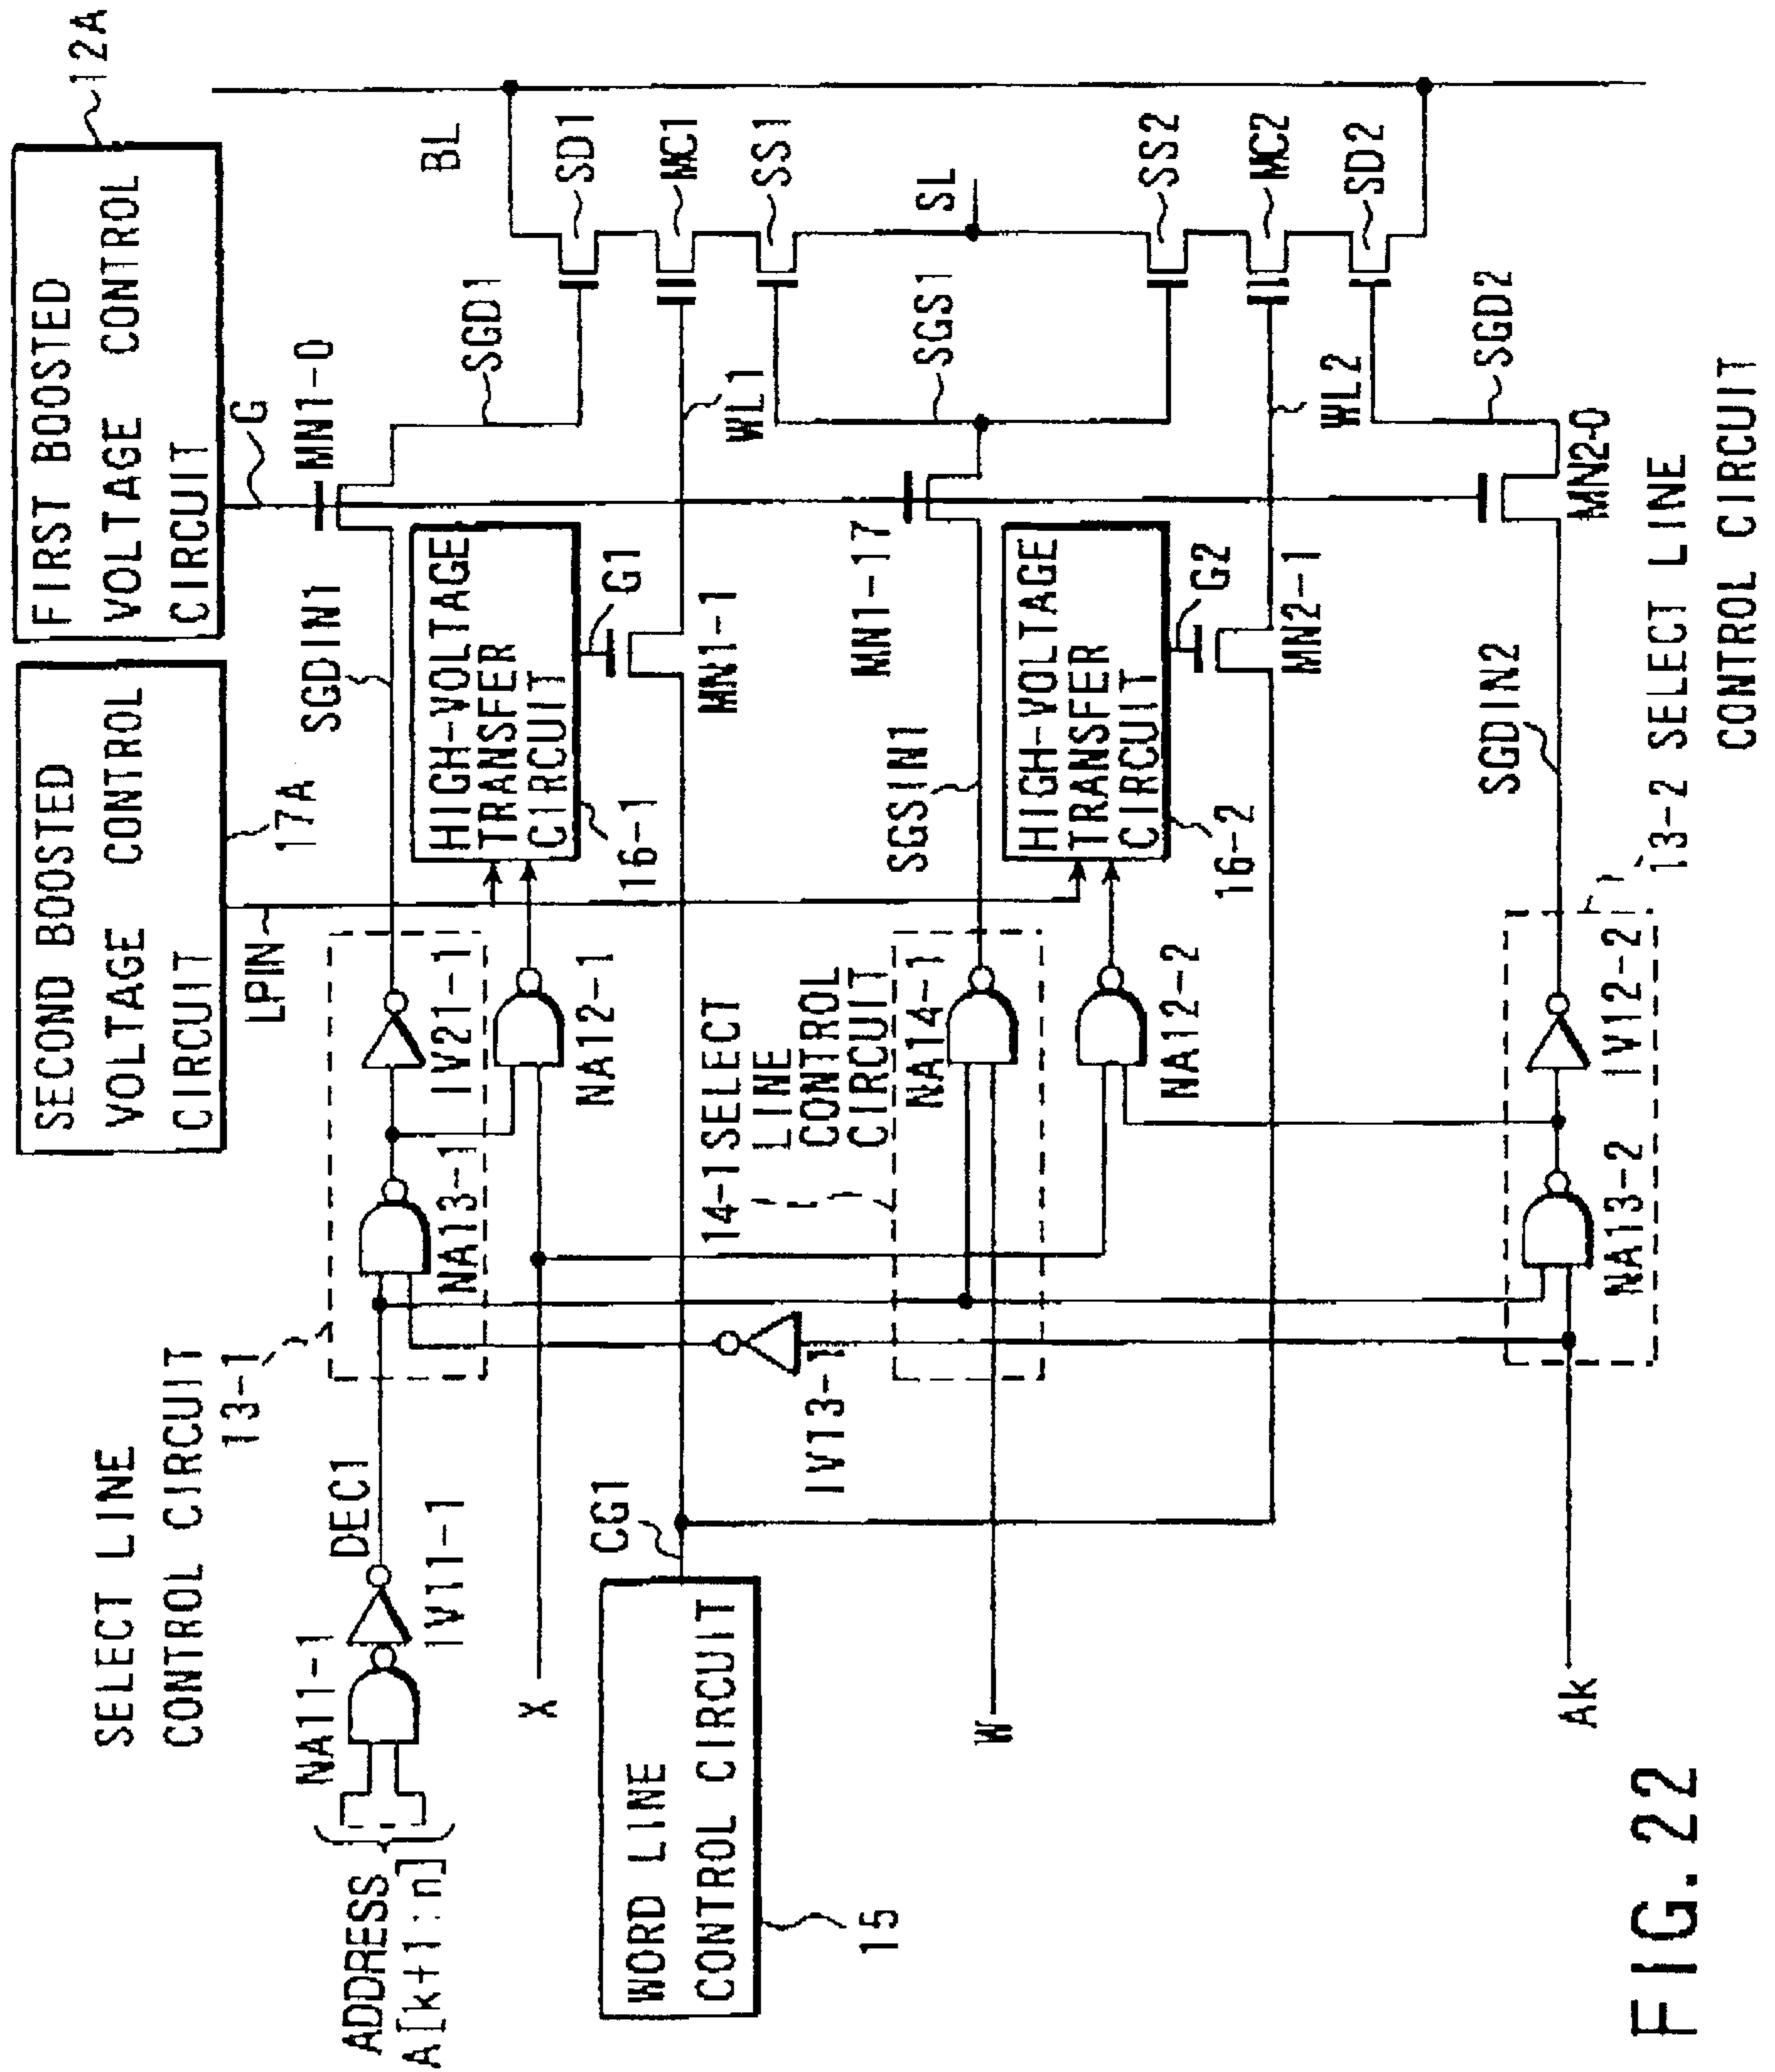 SECOND BOOSTED
VOLTAGE CONTROL
CIRCUIT
17A
FIRST BOOSTED
VOLTAGE CONTROL
CIRCUIT
12A
SELECT LINE
CONTROL CIRCUIT
13-1
LPIN
G
ADDRESS
A[k+1:n]
NA11-1
IV11-1
DEC1
NA13-1
IV21-1
SGDIN1
MN1-0
SGD1
BL
SD1
X
NA12-1
HIGH-VOLTAGE
TRANSFER
CIRCUIT
16-1
G1
MN1-1
WL1
MC1
WORD LINE
CONTROL CIRCUIT
15
CG1
SS1
14-1 SELECT
LINE
CONTROL
CIRCUIT
IV13-1
NA14-1
SGSIN1
MN1-17
SGS1
SL
W
NA12-2
HIGH-VOLTAGE
TRANSFER
CIRCUIT
16-2
G2
MN2-1
WL2
SS2
MC2
SD2
Ak
NA13-2
IV12-2
SGDIN2
MN2-0
SGD2
13-2 SELECT LINE
CONTROL CIRCUIT
FIG. 22